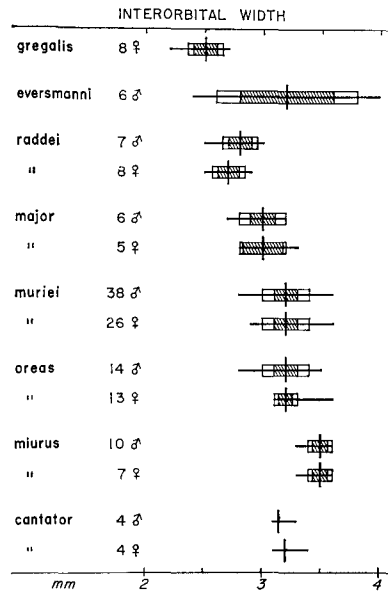 INTERORBITAL WIDTH
gregalis 8 ♀
eversmanni 6 ♂
raddei 7 ♂
" 8 ♀
major 6 ♂
" 5 ♀
muriei 38 ♂
" 26 ♀
oreas 14 ♂
" 13 ♀
miurus 10 ♂
" 7 ♀
cantator 4 ♂
" 4 ♀
mm 2 3 4